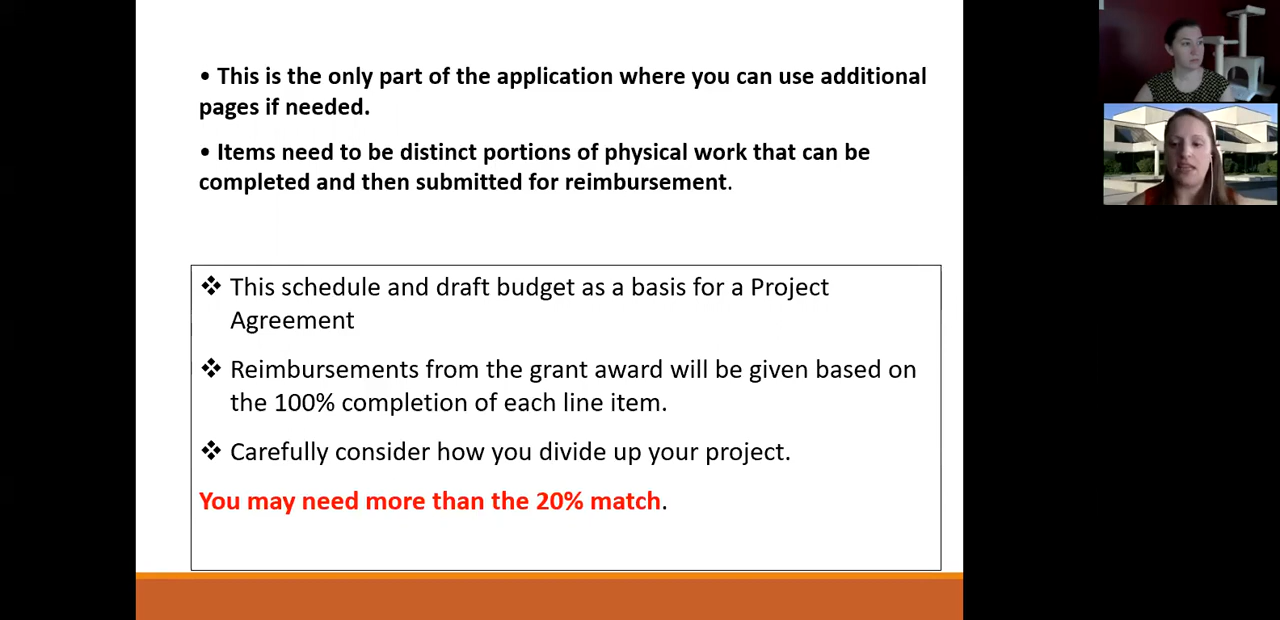 • This is the only part of the application where you can use additional
pages if needed.
• Items need to be distinct portions of physical work that can be
completed and then submitted for reimbursement.
❖ This schedule and draft budget as a basis for a Project
Agreement
❖ Reimbursements from the grant award will be given based on
the 100% completion of each line item.
❖ Carefully consider how you divide up your project.
You may need more than the 20% match.